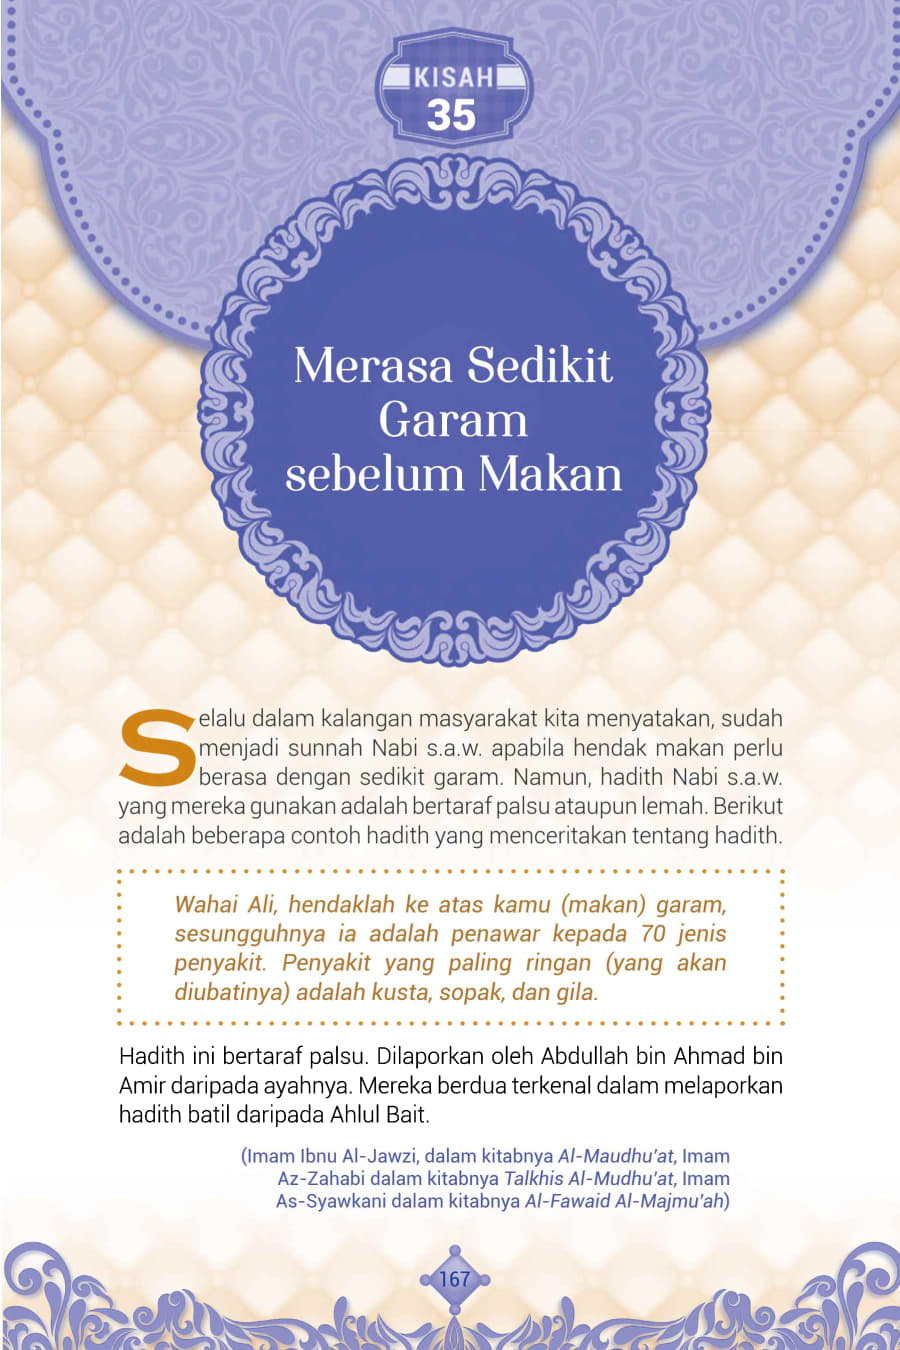 KISAH
35
Merasa Sedikit
Garam
sebelum Makan
Selalu dalam kalangan masyarakat kita menyatakan, sudah
menjadi sunnah Nabi s.a.w. apabila hendak makan perlu
berasa dengan sedikit garam. Namun, hadith Nabi s.a.w.
yang mereka gunakan adalah bertaraf palsu ataupun lemah. Berikut
adalah beberapa contoh hadith yang menceritakan tentang hadith.
Wahai Ali, hendaklah ke atas kamu (makan) garam,
sesungguhnya ia adalah penawar kepada 70 jenis
penyakit. Penyakit yang paling ringan (yang akan
diubatinya) adalah kusta, sopak, dan gila.
Hadith ini bertaraf palsu. Dilaporkan oleh Abdullah bin Ahmad bin
Amir daripada ayahnya. Mereka berdua terkenal dalam melaporkan
hadith batil daripada Ahlul Bait.
(Imam Ibnu Al-Jawzi, dalam kitabnya Al-Maudhu'at, Imam
Az-Zahabi dalam kitabnya Talkhis Al-Mudhu'at, Imam
As-Syawkani dalam kitabnya Al-Fawaid Al-Majmu'ah)
167